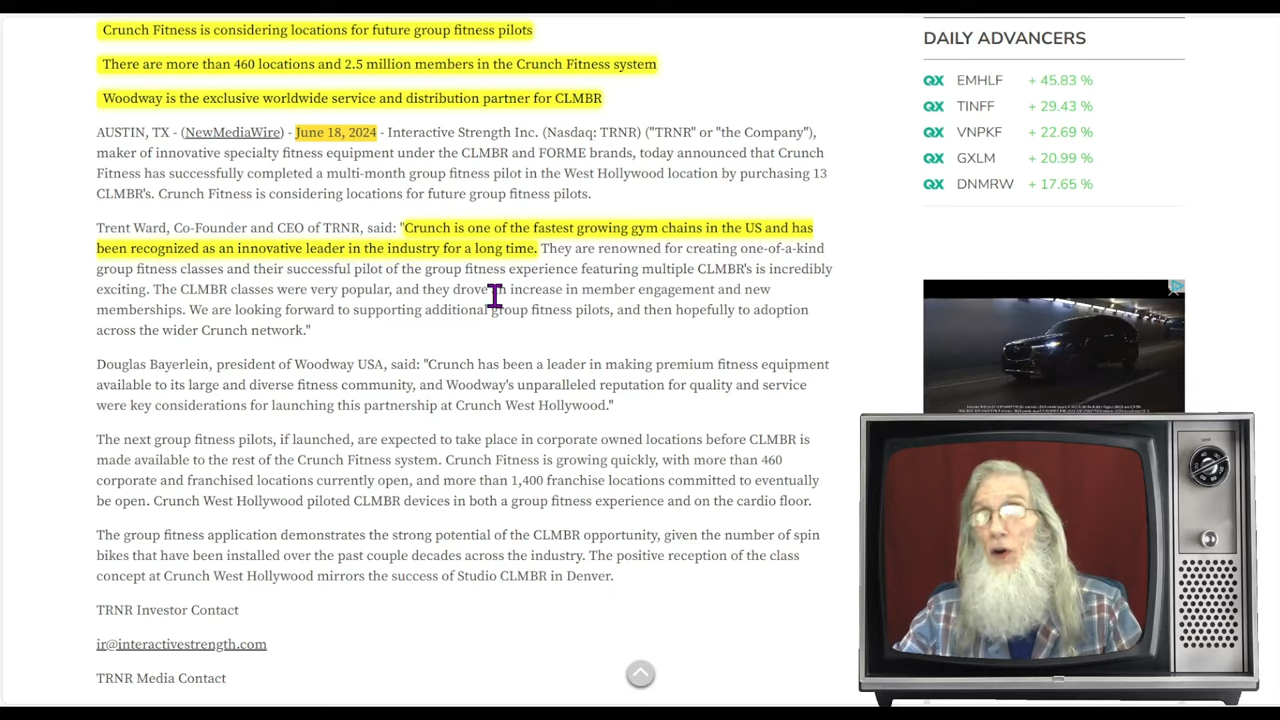 Crunch Fitness is considering locations for future group fitness pilots
There are more than 460 locations and 2.5 million members in the Crunch Fitness system
Woodway is the exclusive worldwide service and distribution partner for CLMBR
AUSTIN, TX - (NewMediaWire) - June 18, 2024 - Interactive Strength Inc. (Nasdaq: TRNR) ("TRNR" or "the Company"),
maker of innovative specialty fitness equipment under the CLMBR and FORME brands, today announced that Crunch
Fitness has successfully completed a multi-month group fitness pilot in the West Hollywood location by purchasing 13
CLMBR's. Crunch Fitness is considering locations for future group fitness pilots.
Trent Ward, Co-Founder and CEO of TRNR, said: "Crunch is one of the fastest growing gym chains in the US and has
been recognized as an innovative leader in the industry for a long time. They are renowned for creating one-of-a-kind
group fitness classes and their successful pilot of the group fitness experience featuring multiple CLMBR's is incredibly
exciting. The CLMBR classes were very popular, and they drove an increase in member engagement and new
memberships. We are looking forward to supporting additional group fitness pilots, and then hopefully to adoption
across the wider Crunch network."
Douglas Bayerlein, president of Woodway USA, said: "Crunch has been a leader in making premium fitness equipment
available to its large and diverse fitness community, and Woodway's unparalleled reputation for quality and service
were key considerations for launching this partnership at Crunch West Hollywood."
The next group fitness pilots, if launched, are expected to take place in corporate owned locations before CLMBR is
made available to the rest of the Crunch Fitness system. Crunch Fitness is growing quickly, with more than 460
corporate and franchised locations currently open, and more than 1,400 franchise locations committed to eventually
be open. Crunch West Hollywood piloted CLMBR devices in both a group fitness experience and on the cardio floor.
The group fitness application demonstrates the strong potential of the CLMBR opportunity, given the number of spin
bikes that have been installed over the past couple decades across the industry. The positive reception of the class
concept at Crunch West Hollywood mirrors the success of Studio CLMBR in Denver.
TRNR Investor Contact
ir@interactivestrength.com
TRNR Media Contact
DAILY ADVANCERS
QX EMHLF + 45.83 %
QX TINFF + 29.43 %
QX VNPKF + 22.69 %
QX GXLM + 20.99 %
QX DNMRW + 17.65 %